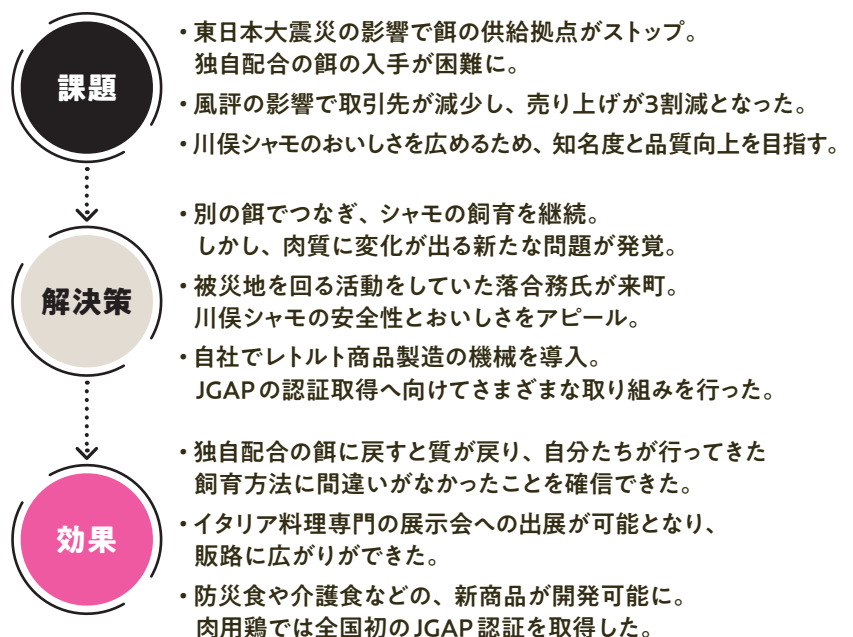 課題
・東日本大震災の影響で餌の供給拠点がストップ。
独自配合の餌の入手が困難に。
・風評の影響で取引先が減少し、売り上げが3割減となった。
・川俣シャモのおいしさを広めるため、知名度と品質向上を目指す。
解決策
・別の餌でつなぎ、シャモの飼育を継続。
しかし、肉質に変化が出る新たな問題が発覚。
・被災地を回る活動をしていた落合務氏が来町。
川俣シャモの安全性とおいしさをアピール。
・自社でレトルト商品製造の機械を導入。
JGAPの認証取得へ向けてさまざまな取り組みを行った。
効果
・独自配合の餌に戻すと質が戻り、自分たちが行ってきた
飼育方法に間違いがなかったことを確信できた。
・イタリア料理専門の展示会への出展が可能となり、
販路に広がりができた。
・防災食や介護食などの、新商品が開発可能に。
肉用鶏では全国初のJGAP認証を取得した。